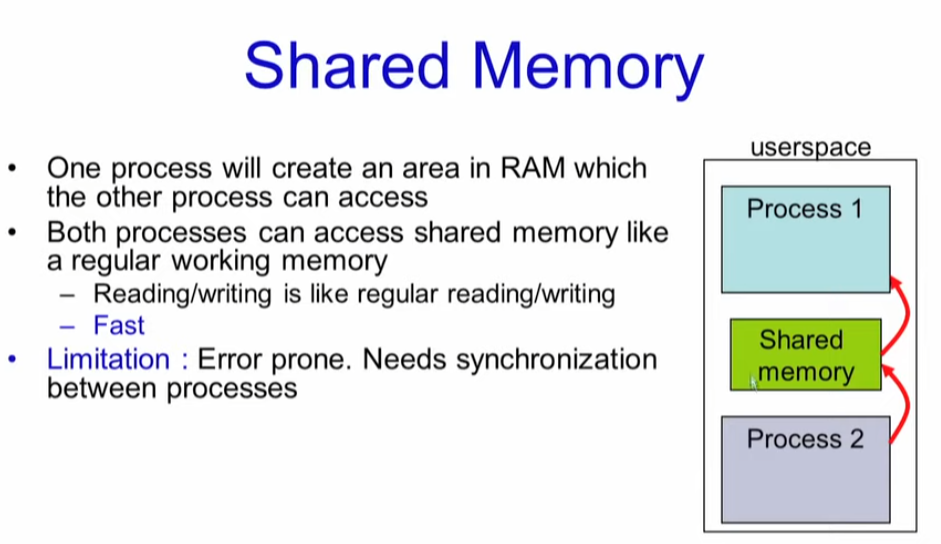 Shared Memory
• One process will create an area in RAM which
the other process can access
• Both processes can access shared memory like
a regular working memory
– Reading/writing is like regular reading/writing
– Fast
• Limitation : Error prone. Needs synchronization
between processes
userspace
Process 1
Shared
memory
Process 2